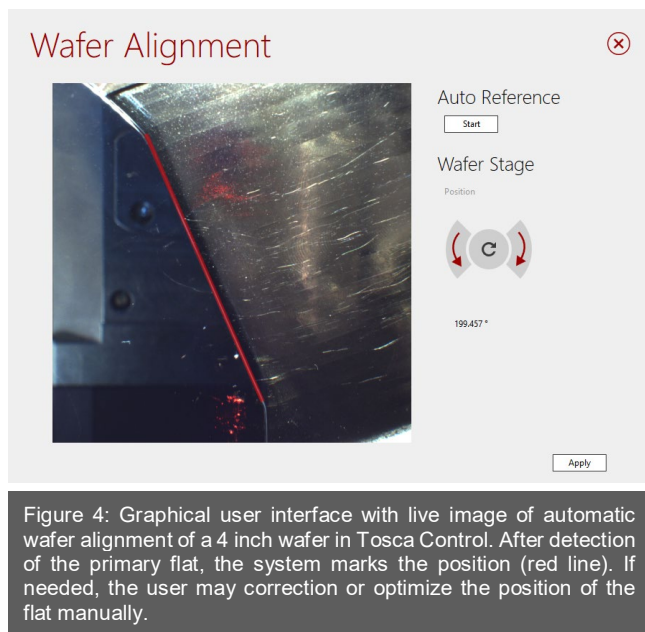 Wafer Alignment
Auto Reference
Start
Wafer Stage
Position
199.457 °
Apply
Figure 4: Graphical user interface with live image of automatic
wafer alignment of a 4 inch wafer in Tosca Control. After detection
of the primary flat, the system marks the position (red line). If
needed, the user may correction or optimize the position of the
flat manually.